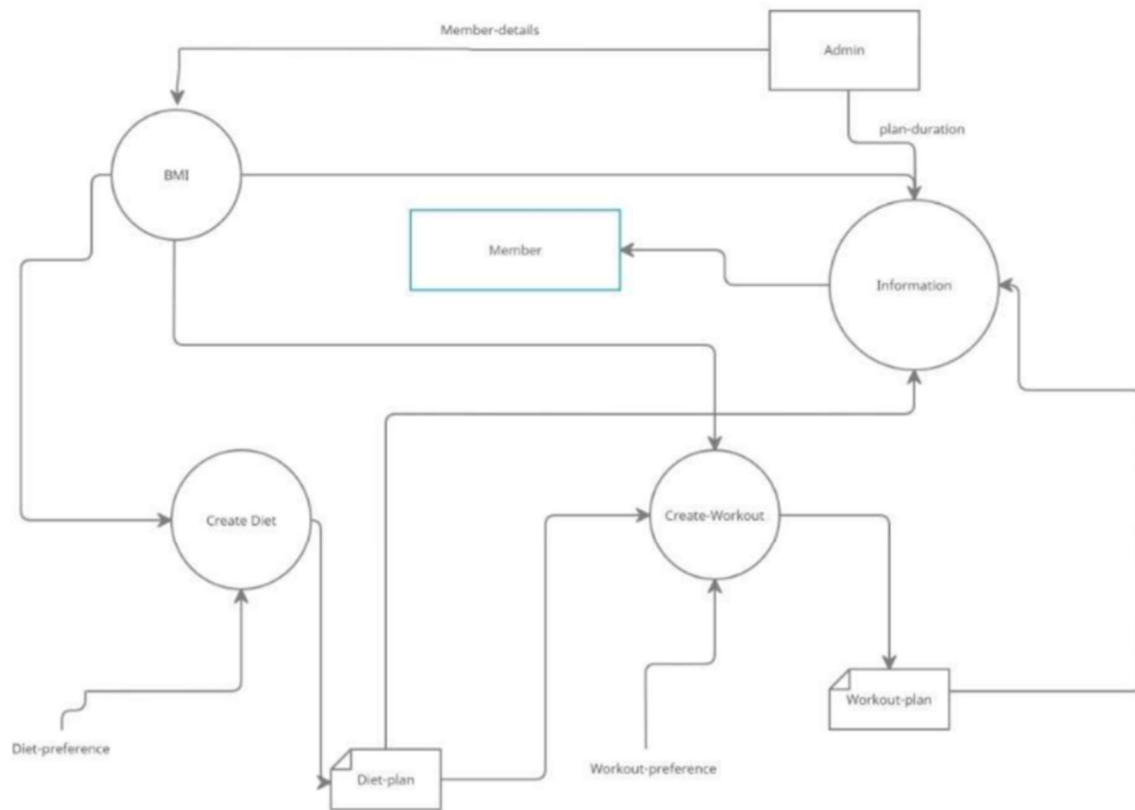 Member-details
Admin
plan-duration
BMI
Member
Information
Create Diet
Create-Workout
Workout-plan
Diet-preference
Workout-preference
Diet-plan